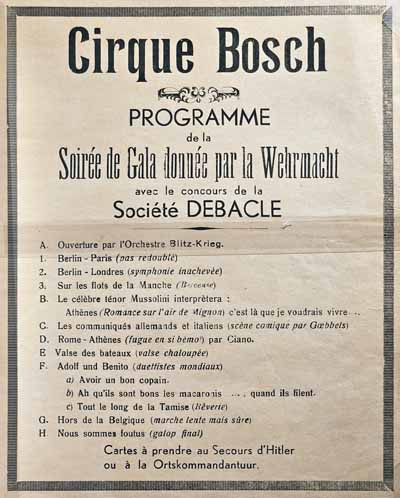 Cirque Bosch
PROGRAMME
de la
Soirée de Gala donnée par la Wehrmacht
avec le concours de la
Société DEBACLE
A. Ouverture par l'Orchestre Blitz-Krieg.
1. Berlin - Paris (pas redoublé)
2. Berlin - Londres (symphonie inachevée)
3. Sur les flots de la Manche (Berceuse)
B. Le célèbre ténor Mussolini interprètera :
Athènes (Romance sur l'air de Mignon) c'est là que je voudrais vivre...
C. Les communiqués allemands et italiens (scène comique par Gœbbels)
D. Rome - Athènes (fugue en si bémol) par Ciano.
E Valse des bateaux (valse chaloupée)
F. Adolf und Benito (duettistes mondiaux)
a) Avoir un bon copain.
b) Ah qu'ils sont bons les macaronis ..., quand ils filent.
c) Tout le long de la Tamise (Rêverie)
G. Hors de la Belgique (marche lente mais sûre)
H Nous sommes foutus (galop final)
Cartes à prendre au Secours d'Hitler
ou à la Ortskommandantuur.